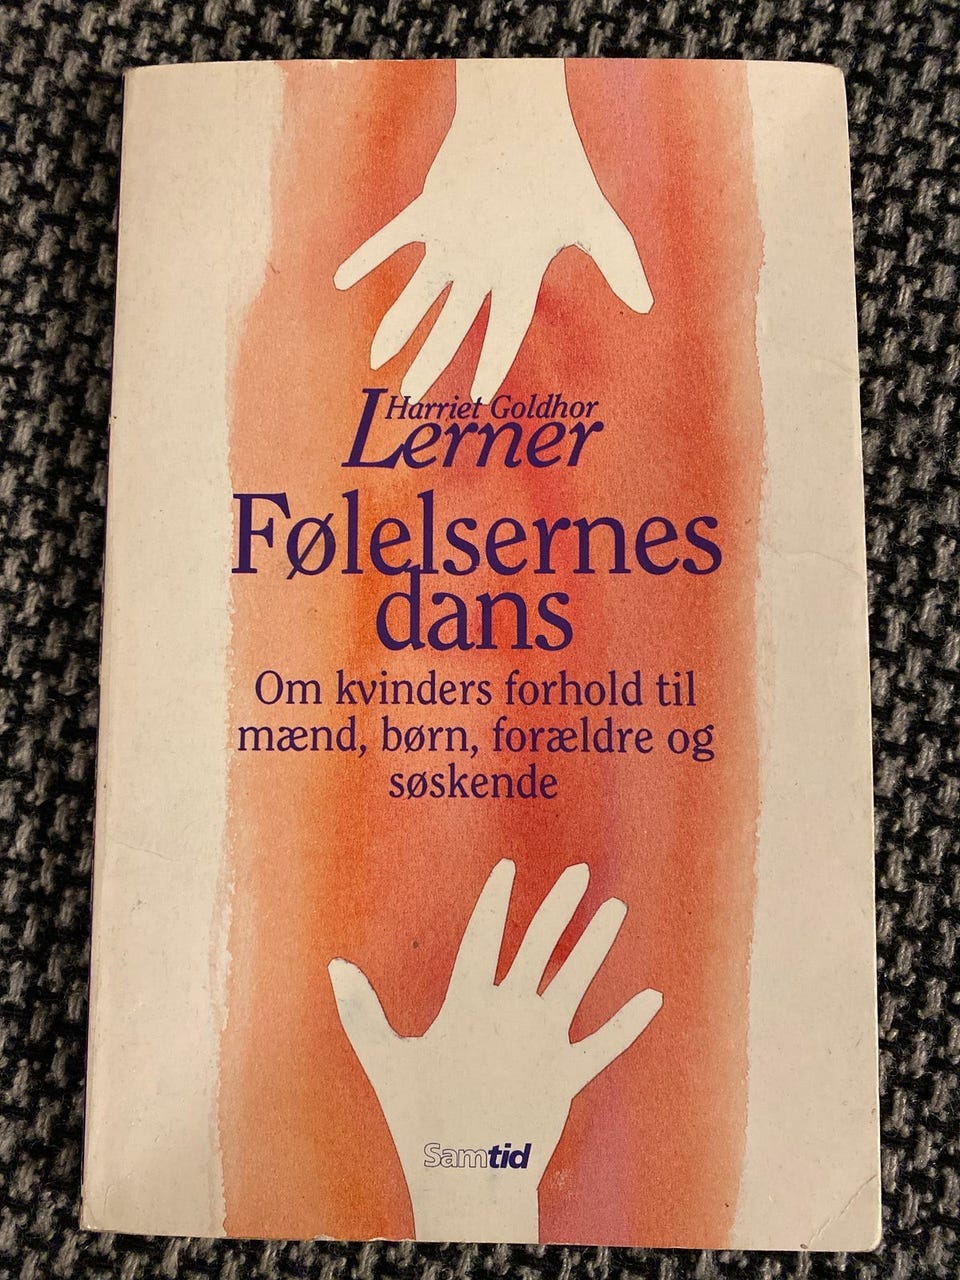 Harriet Goldhor
Lerner
Følelsernes
dans
Om kvinders forhold til
mænd, børn, forældre og
søskende
Samtid